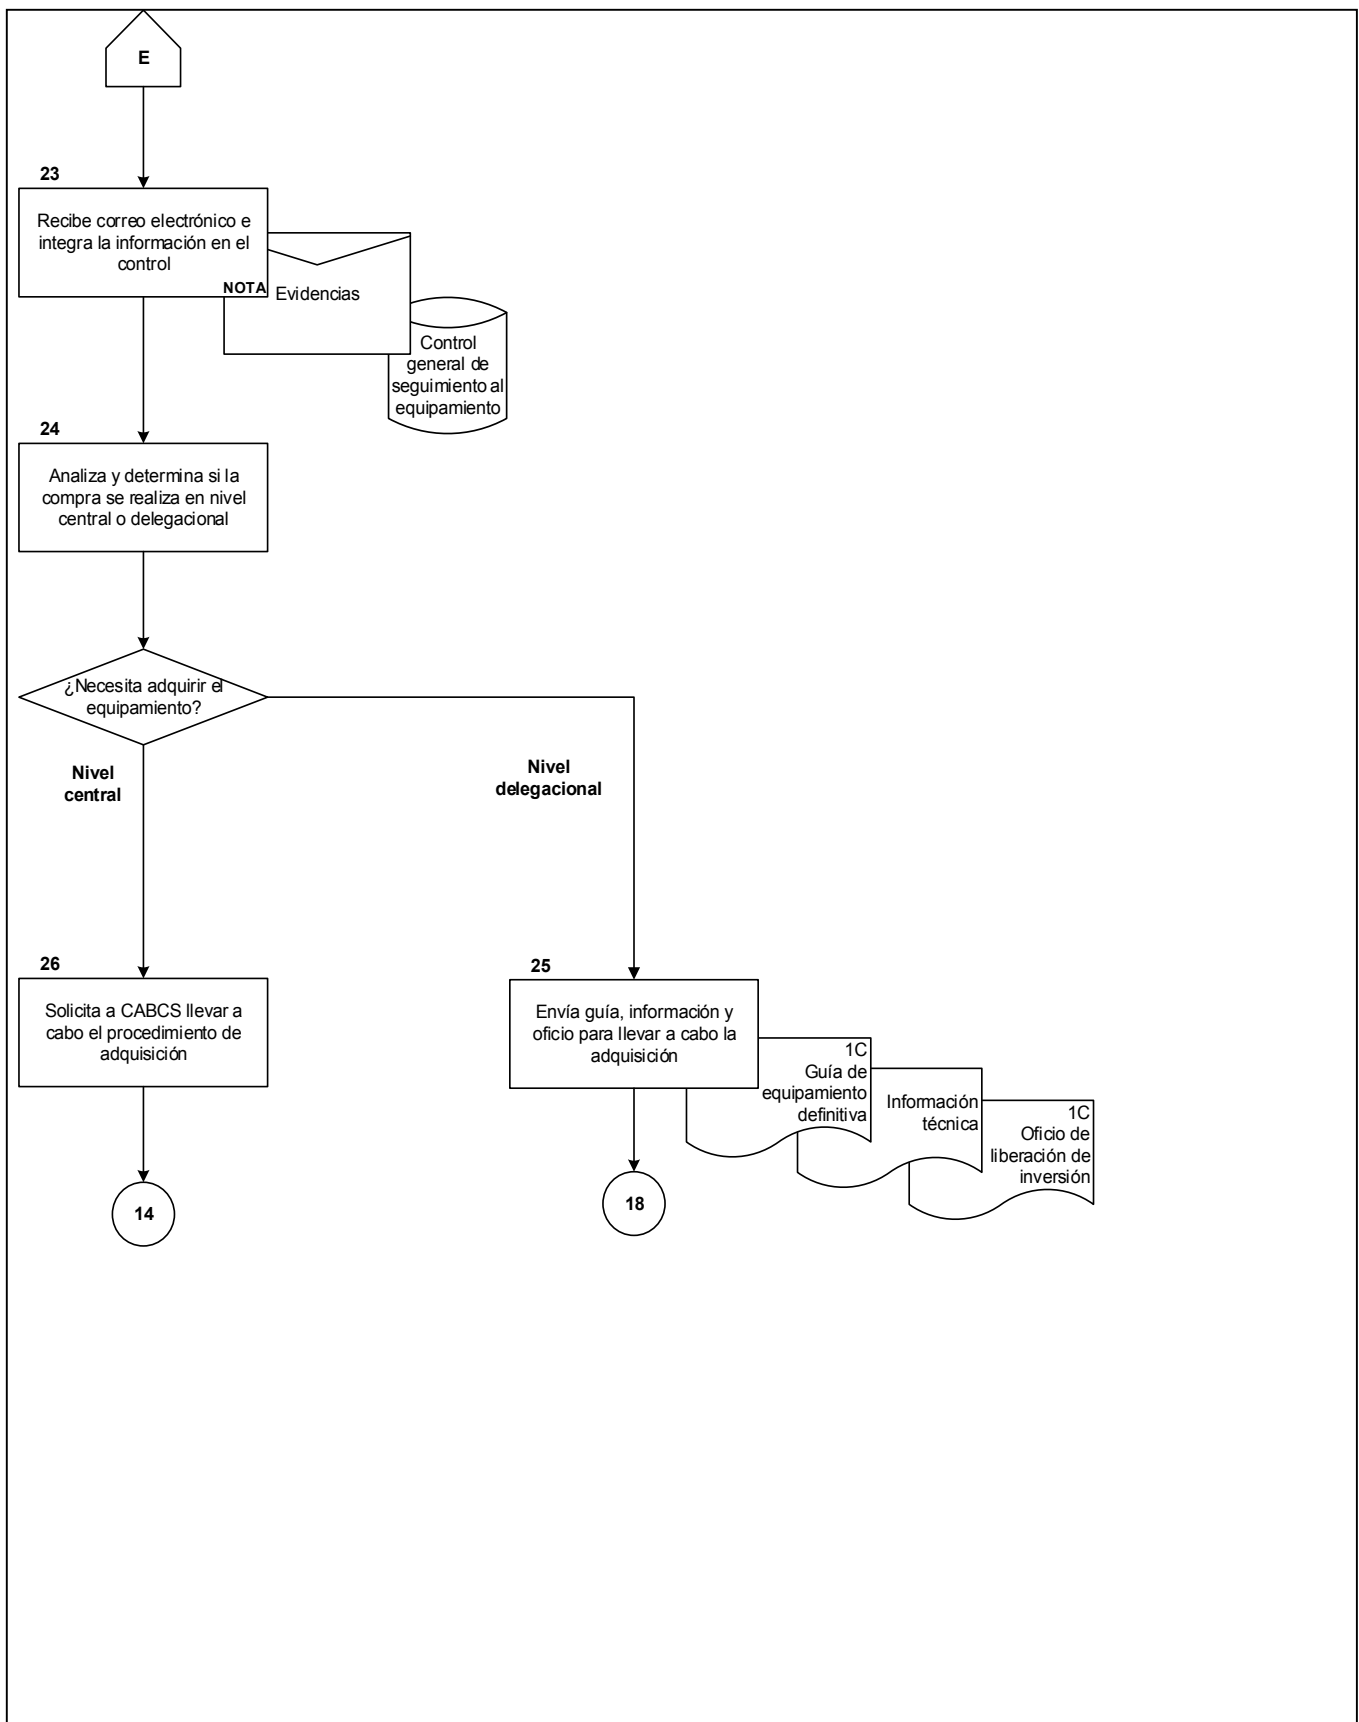 E
23
Recibe correo electrónico e
integra la información en el
control
NOTA
Evidencias
Control
general de
seguimiento al
equipamiento
24
Analiza y determina si la
compra se realiza en nivel
central o delegacional
¿Necesita adquirir el
equipamiento?
Nivel
central
Nivel
delegacional
26
Solicita a CABCS llevar a
cabo el procedimiento de
adquisición
14
25
Envía guía, información y
oficio para llevar a cabo la
adquisición
1C
Guía de
equipamiento
definitiva
Información
técnica
1C
Oficio de
liberación de
inversión
18